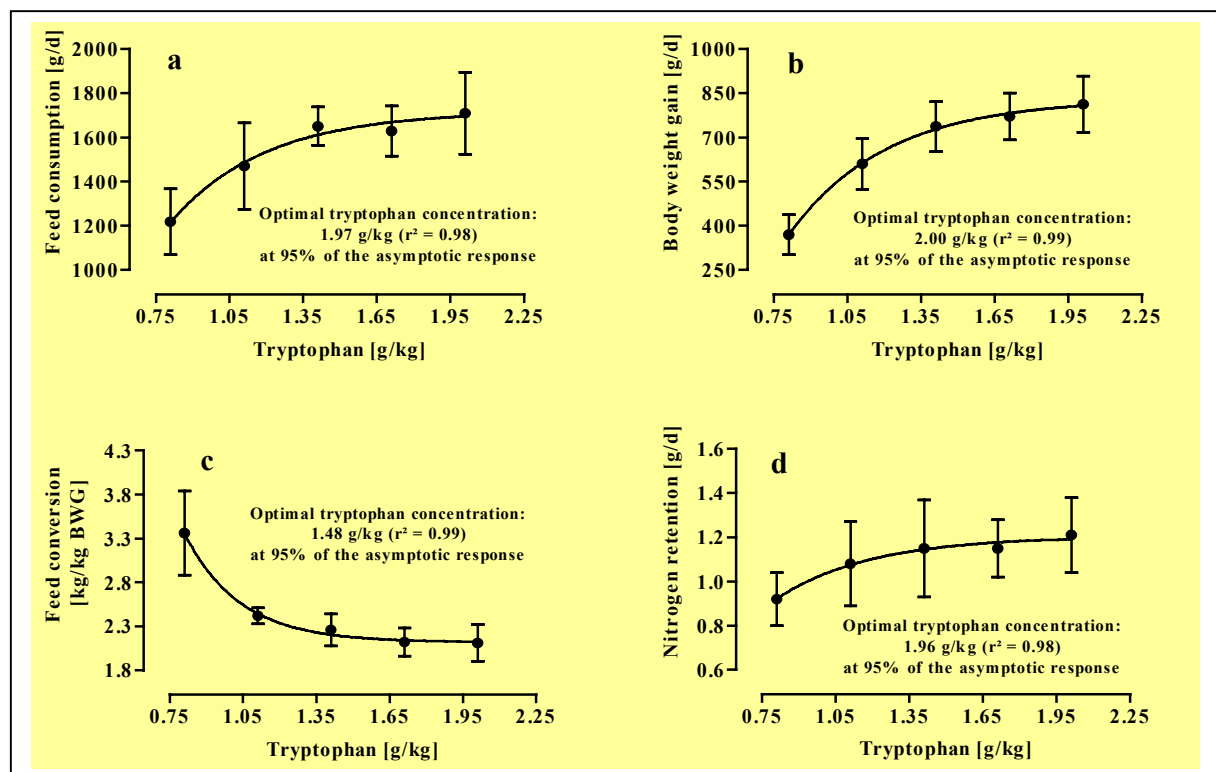 a
Feed consumption [g/d]
2000
1800
1600
1400
1200
1000
Optimal tryptophan concentration:
1.97 g/kg (r² = 0.98)
at 95% of the asymptotic response
0.75 1.05 1.35 1.65 1.95 2.25
Tryptophan [g/kg]
b
Body weight gain [g/d]
1000
850
700
550
400
250
Optimal tryptophan concentration:
2.00 g/kg (r² = 0.99)
at 95% of the asymptotic response
0.75 1.05 1.35 1.65 1.95 2.25
Tryptophan [g/kg]
c
Feed conversion
[kg/kg BWG]
4.3
3.8
3.3
2.8
2.3
1.8
Optimal tryptophan concentration:
1.48 g/kg (r² = 0.99)
at 95% of the asymptotic response
0.75 1.05 1.35 1.65 1.95 2.25
Tryptophan [g/kg]
d
Nitrogen retention [g/d]
1.6
1.4
1.2
1.0
0.8
0.6
Optimal tryptophan concentration:
1.96 g/kg (r² = 0.98)
at 95% of the asymptotic response
0.75 1.05 1.35 1.65 1.95 2.25
Tryptophan [g/kg]